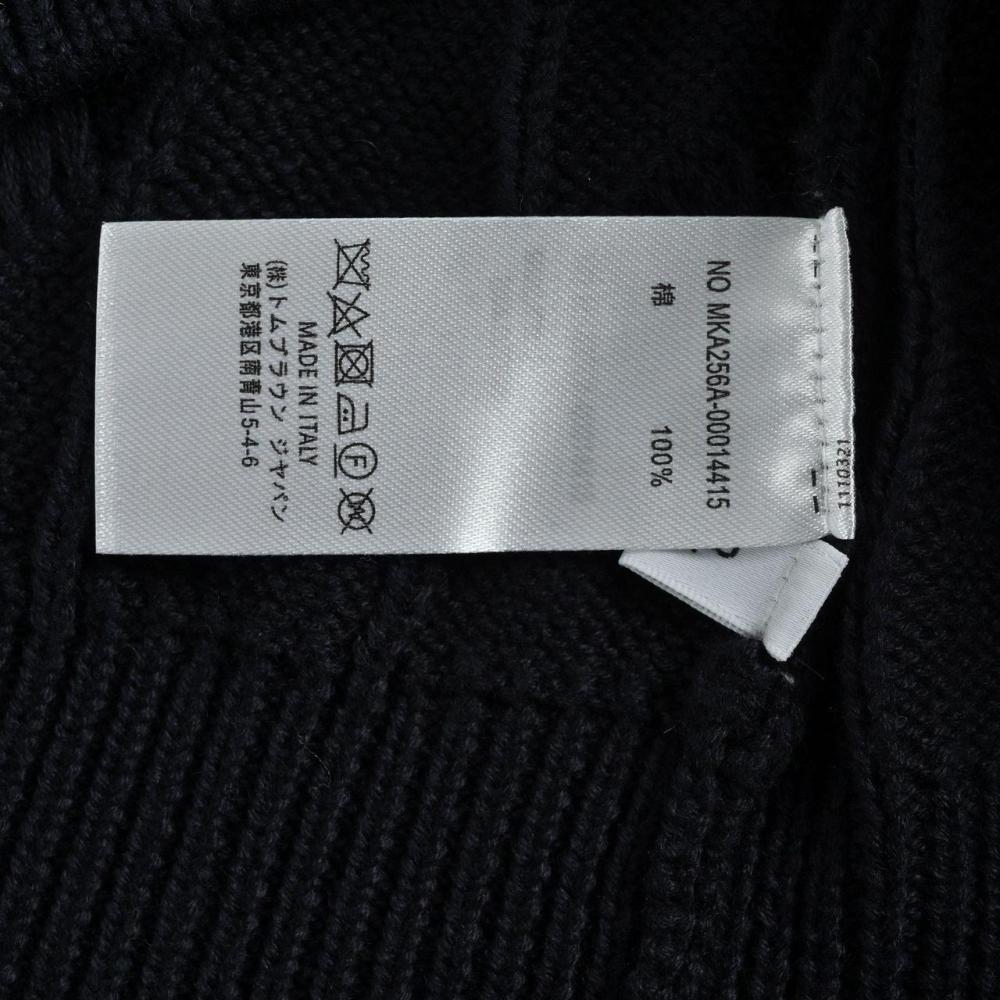 NO MKA256A-00014415
棉 100%
MADE IN ITALY
(株)トムブラウン ジャパン
東京都港区南青山5-4-6